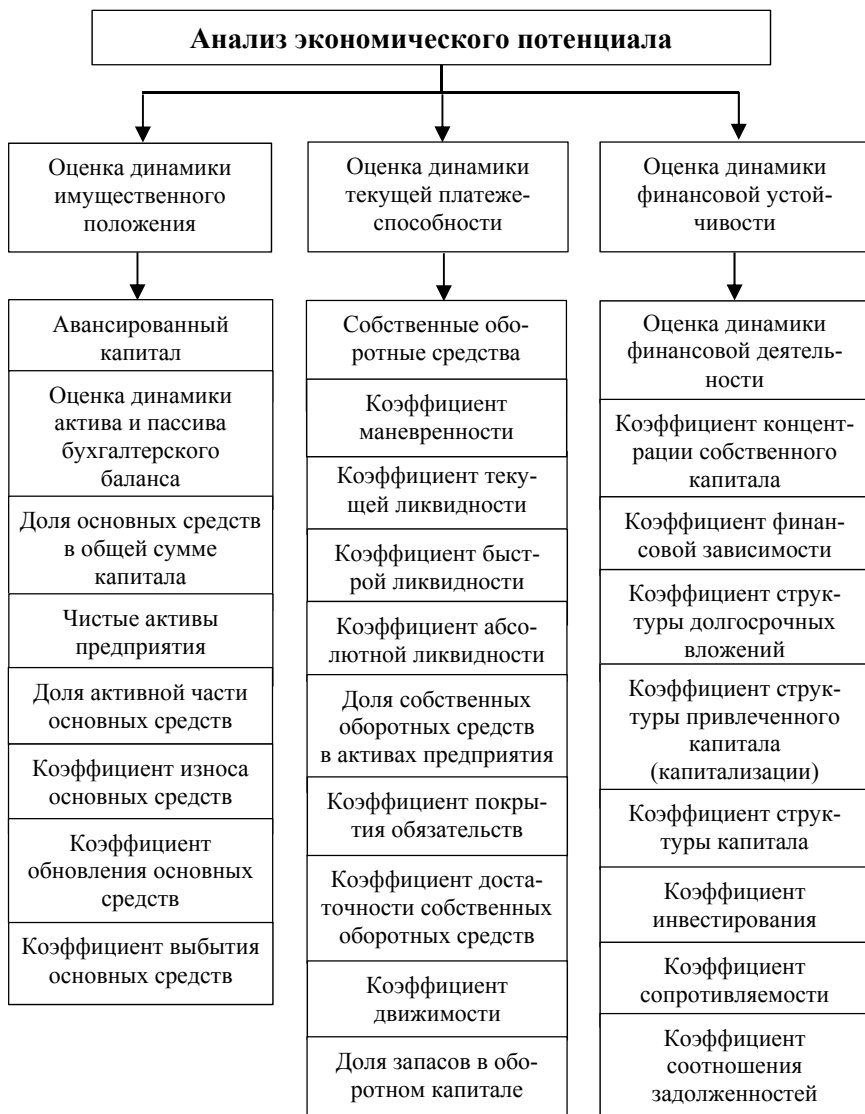 Анализ экономического потенциала
Оценка динамики
имущественного
положения
Оценка динамики
текущей платеже-
способности
Оценка динамики
финансовой устой-
чивости
Авансированный
капитал
Оценка динамики
актива и пассива
бухгалтерского
баланса
Доля основных средств
в общей сумме
капитала
Чистые активы
предприятия
Доля активной части
основных средств
Коэффициент износа
основных средств
Коэффициент
обновления основных
средств
Коэффициент выбытия
основных средств
Собственные обо-
ротные средства
Коэффициент
маневренности
Коэффициент теку-
щей ликвидности
Коэффициент быст-
рой ликвидности
Коэффициент абсо-
лютной ликвидности
Доля собственных
оборотных средств
в активах предприятия
Коэффициент покры-
тия обязательств
Коэффициент доста-
точности собственных
оборотных средств
Коэффициент
движимости
Доля запасов в обо-
ротном капитале
Оценка динамики
финансовой деятель-
ности
Коэффициент концент-
рации собственного
капитала
Коэффициент финан-
совой зависимости
Коэффициент струк-
туры долгосрочных
вложений
Коэффициент струк-
туры привлеченного
капитала
(капитализации)
Коэффициент струк-
туры капитала
Коэффициент
инвестирования
Коэффициент
сопротивляемости
Коэффициент
соотношения
задолженностей